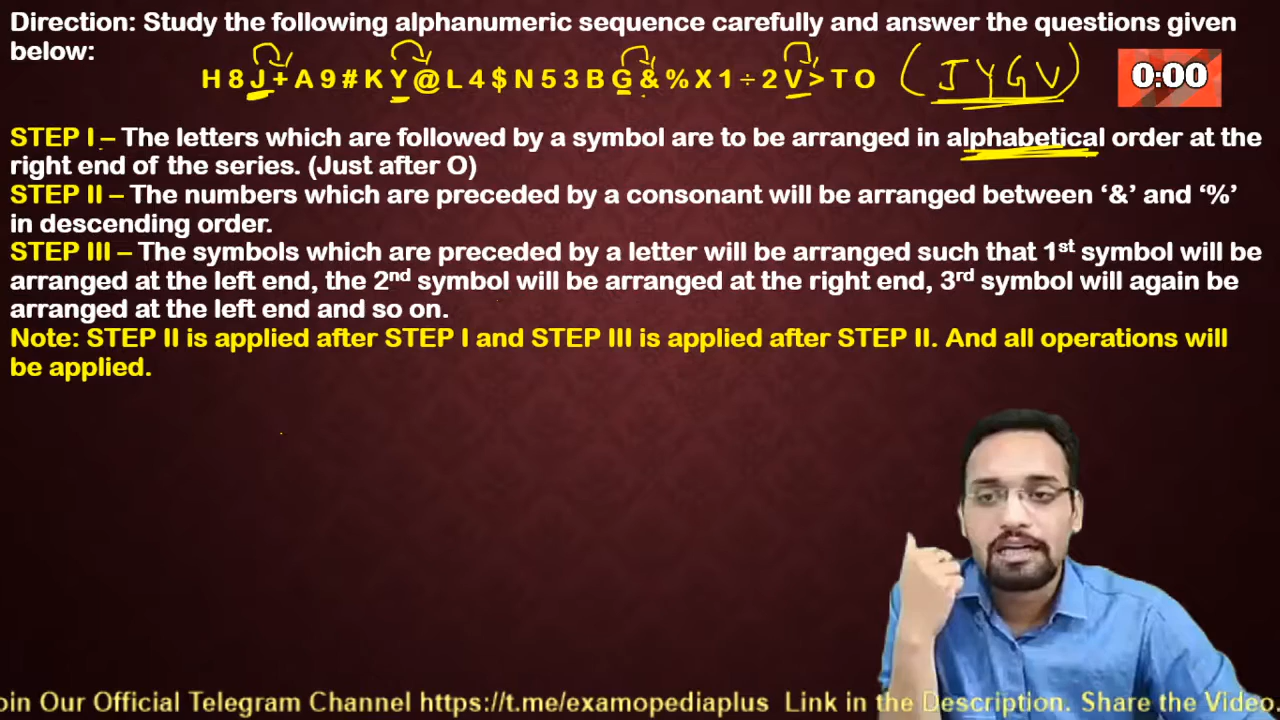 Direction: Study the following alphanumeric sequence carefully and answer the questions given
below:
H 8 J + A 9 # K Y @ L 4 $ N 5 3 B G & % X 1 ÷ 2 V > T O ( J Y G V ) 0:00
STEP I – The letters which are followed by a symbol are to be arranged in alphabetical order at the
right end of the series. (Just after O)
STEP II – The numbers which are preceded by a consonant will be arranged between ‘&’ and ‘%’
in descending order.
STEP III – The symbols which are preceded by a letter will be arranged such that 1st symbol will be
arranged at the left end, the 2nd symbol will be arranged at the right end, 3rd symbol will again be
arranged at the left end and so on.
Note: STEP II is applied after STEP I and STEP III is applied after STEP II. And all operations will
be applied.
Our Official Telegram Channel https://t.me/examopediaplus Link in the Description. Share the Video.